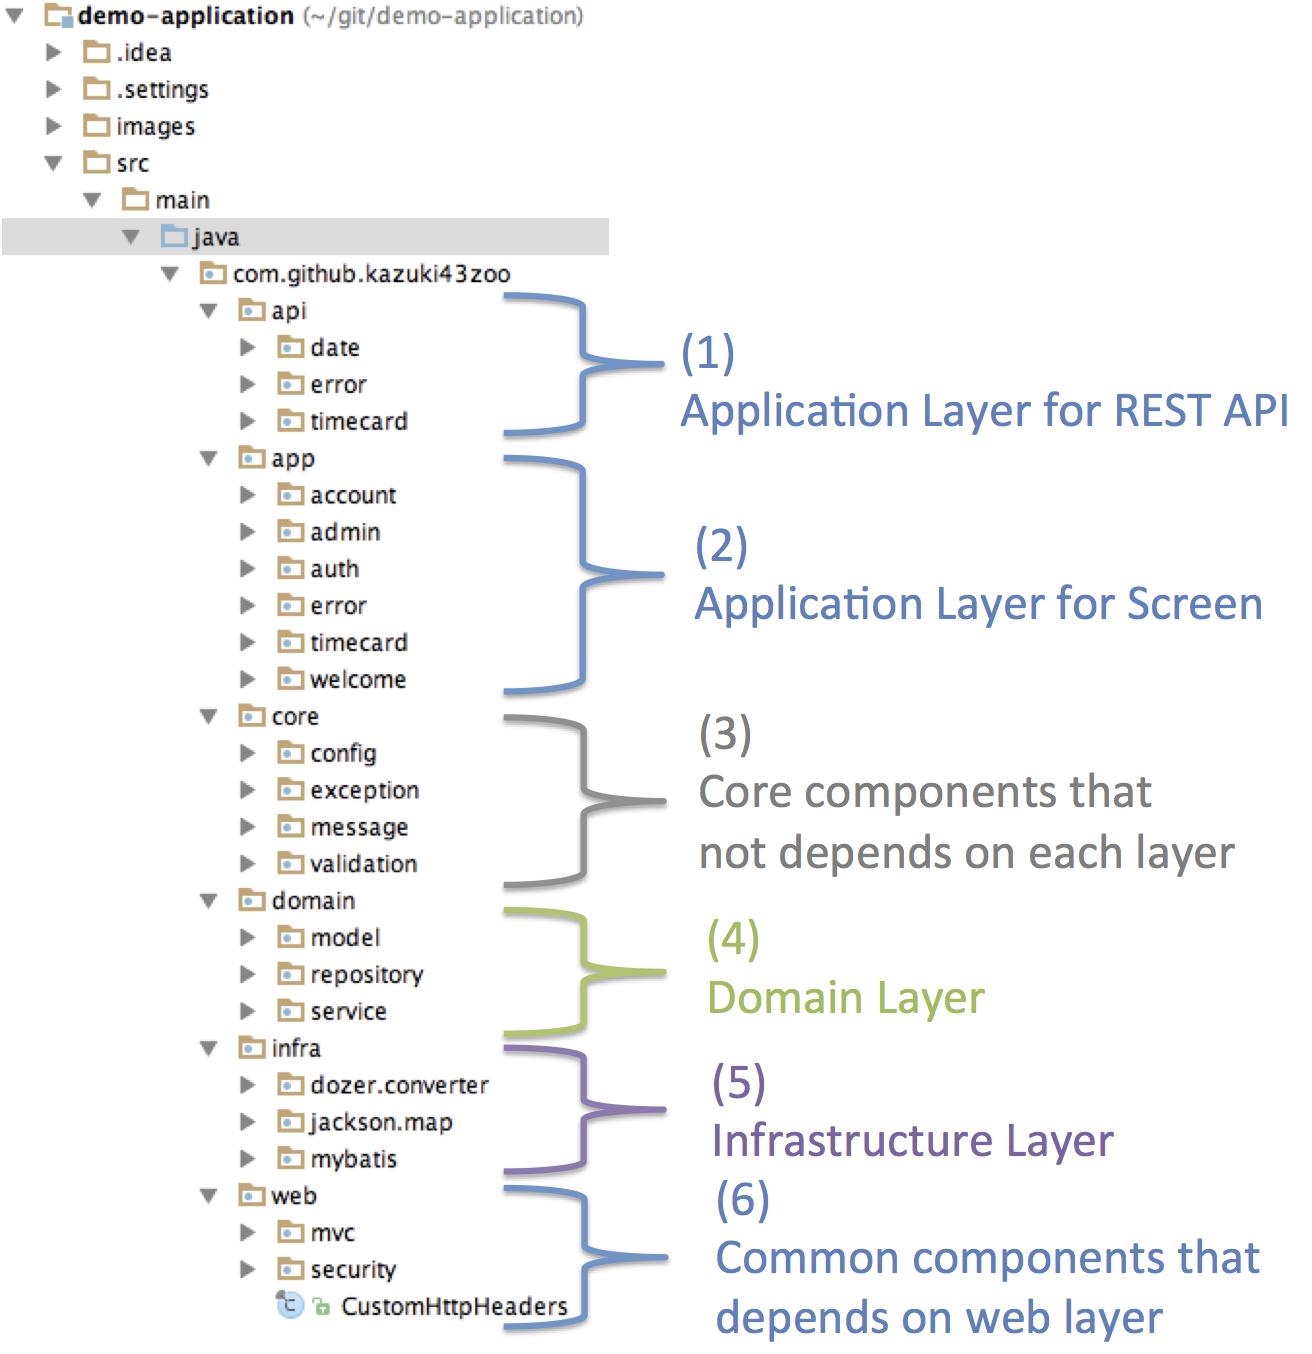 demo-application (~/git/demo-application)
.idea
.settings
images
src
main
java
com.github.kazuki43zoo
api
date
error
timecard
(1)
Application Layer for REST API
app
account
admin
auth
error
timecard
welcome
(2)
Application Layer for Screen
core
config
exception
message
validation
(3)
Core components that
not depends on each layer
domain
model
repository
service
(4)
Domain Layer
infra
dozer.converter
jackson.map
mybatis
(5)
Infrastructure Layer
web
mvc
security
CustomHttpHeaders
(6)
Common components that
depends on web layer